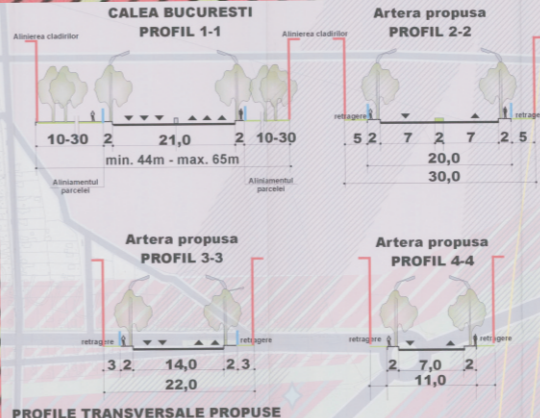 CALEA BUCURESTI
PROFIL 1-1
Alinierea cladirilor
Alinierea cladirilor
10-30 2 21,0 2 10-30
min. 44m - max. 65m
Aliniamentul
parcelei
Aliniamentul
parcelei
Artera propusa
PROFIL 2-2
retragere
retragere
5 2 7 2 7 2 5
20,0
30,0
Artera propusa
PROFIL 3-3
retragere
retragere
3 2 14,0 2 3
22,0
Artera propusa
PROFIL 4-4
retragere
retragere
2 7,0 2
11,0
PROFILE TRANSVERSALE PROPUSE